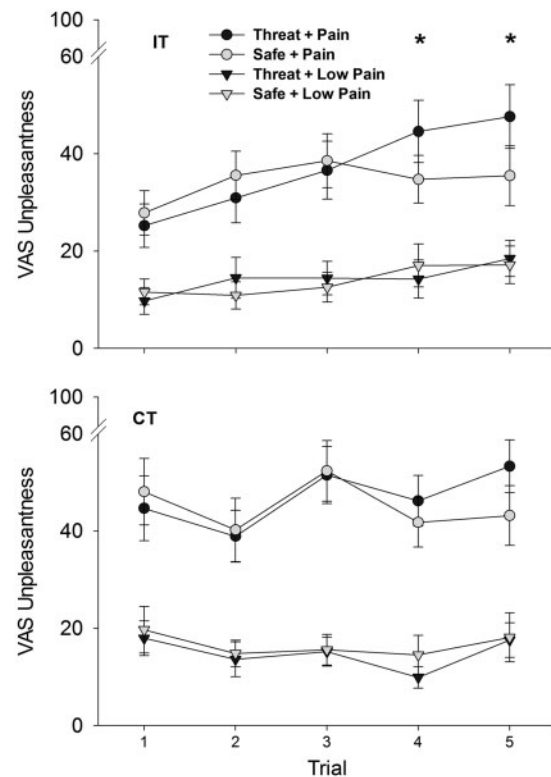 100
60
40
20
0
VAS Unpleasantness
IT
Threat + Pain
Safe + Pain
Threat + Low Pain
Safe + Low Pain
* *
100
60
40
20
0
VAS Unpleasantness
CT
1 2 3 4 5
Trial